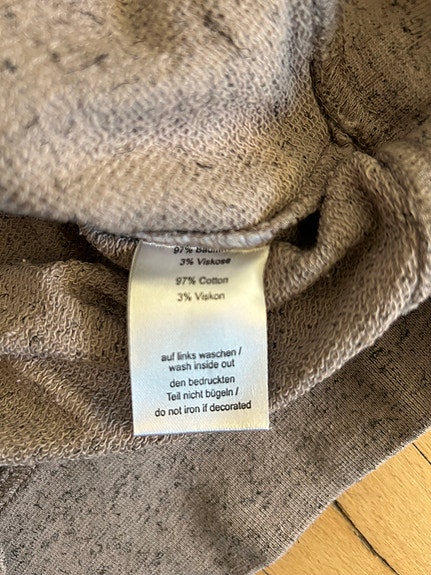 97%
3% Viskose
97% Cotton
3% Viskon
auf links waschen /
wash inside out
den bedruckten
Teil nicht bügeln /
do not iron if decorated